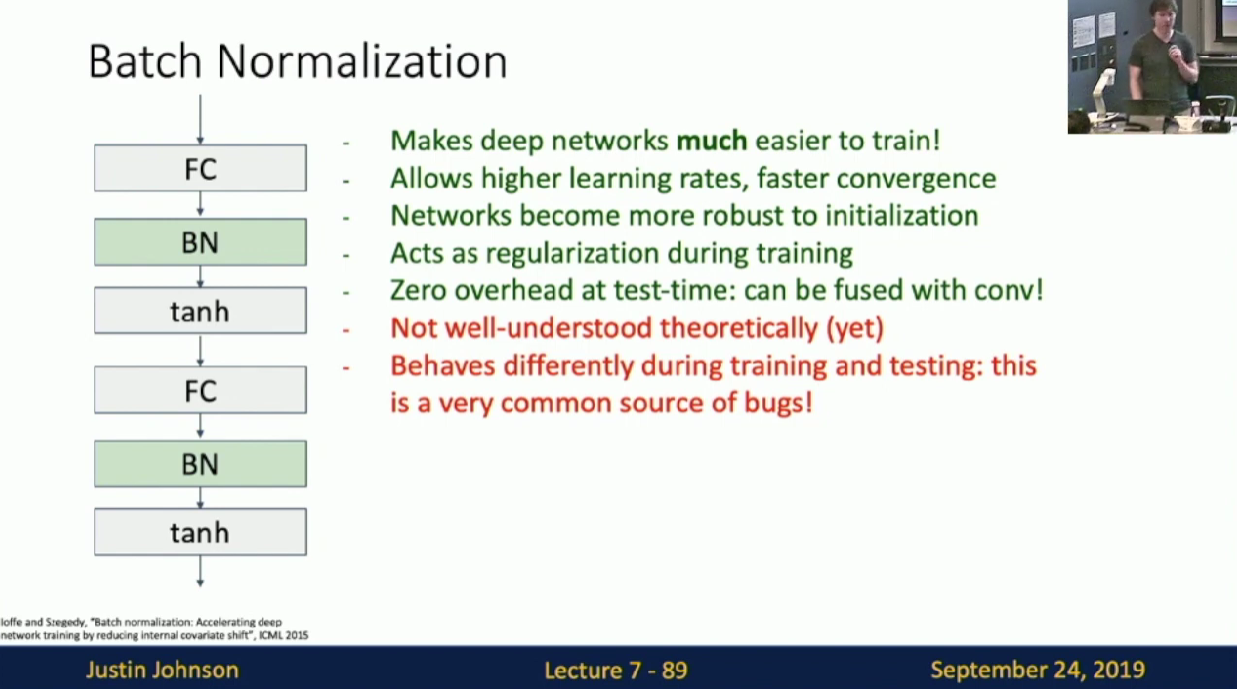 Batch Normalization
FC
BN
tanh
FC
BN
tanh
- Makes deep networks much easier to train!
- Allows higher learning rates, faster convergence
- Networks become more robust to initialization
- Acts as regularization during training
- Zero overhead at test-time: can be fused with conv!
- Not well-understood theoretically (yet)
- Behaves differently during training and testing: this
is a very common source of bugs!
Ioffe and Szegedy, "Batch normalization: Accelerating deep
network training by reducing internal covariate shift", ICML 2015
Justin Johnson
Lecture 7 - 89
September 24, 2019